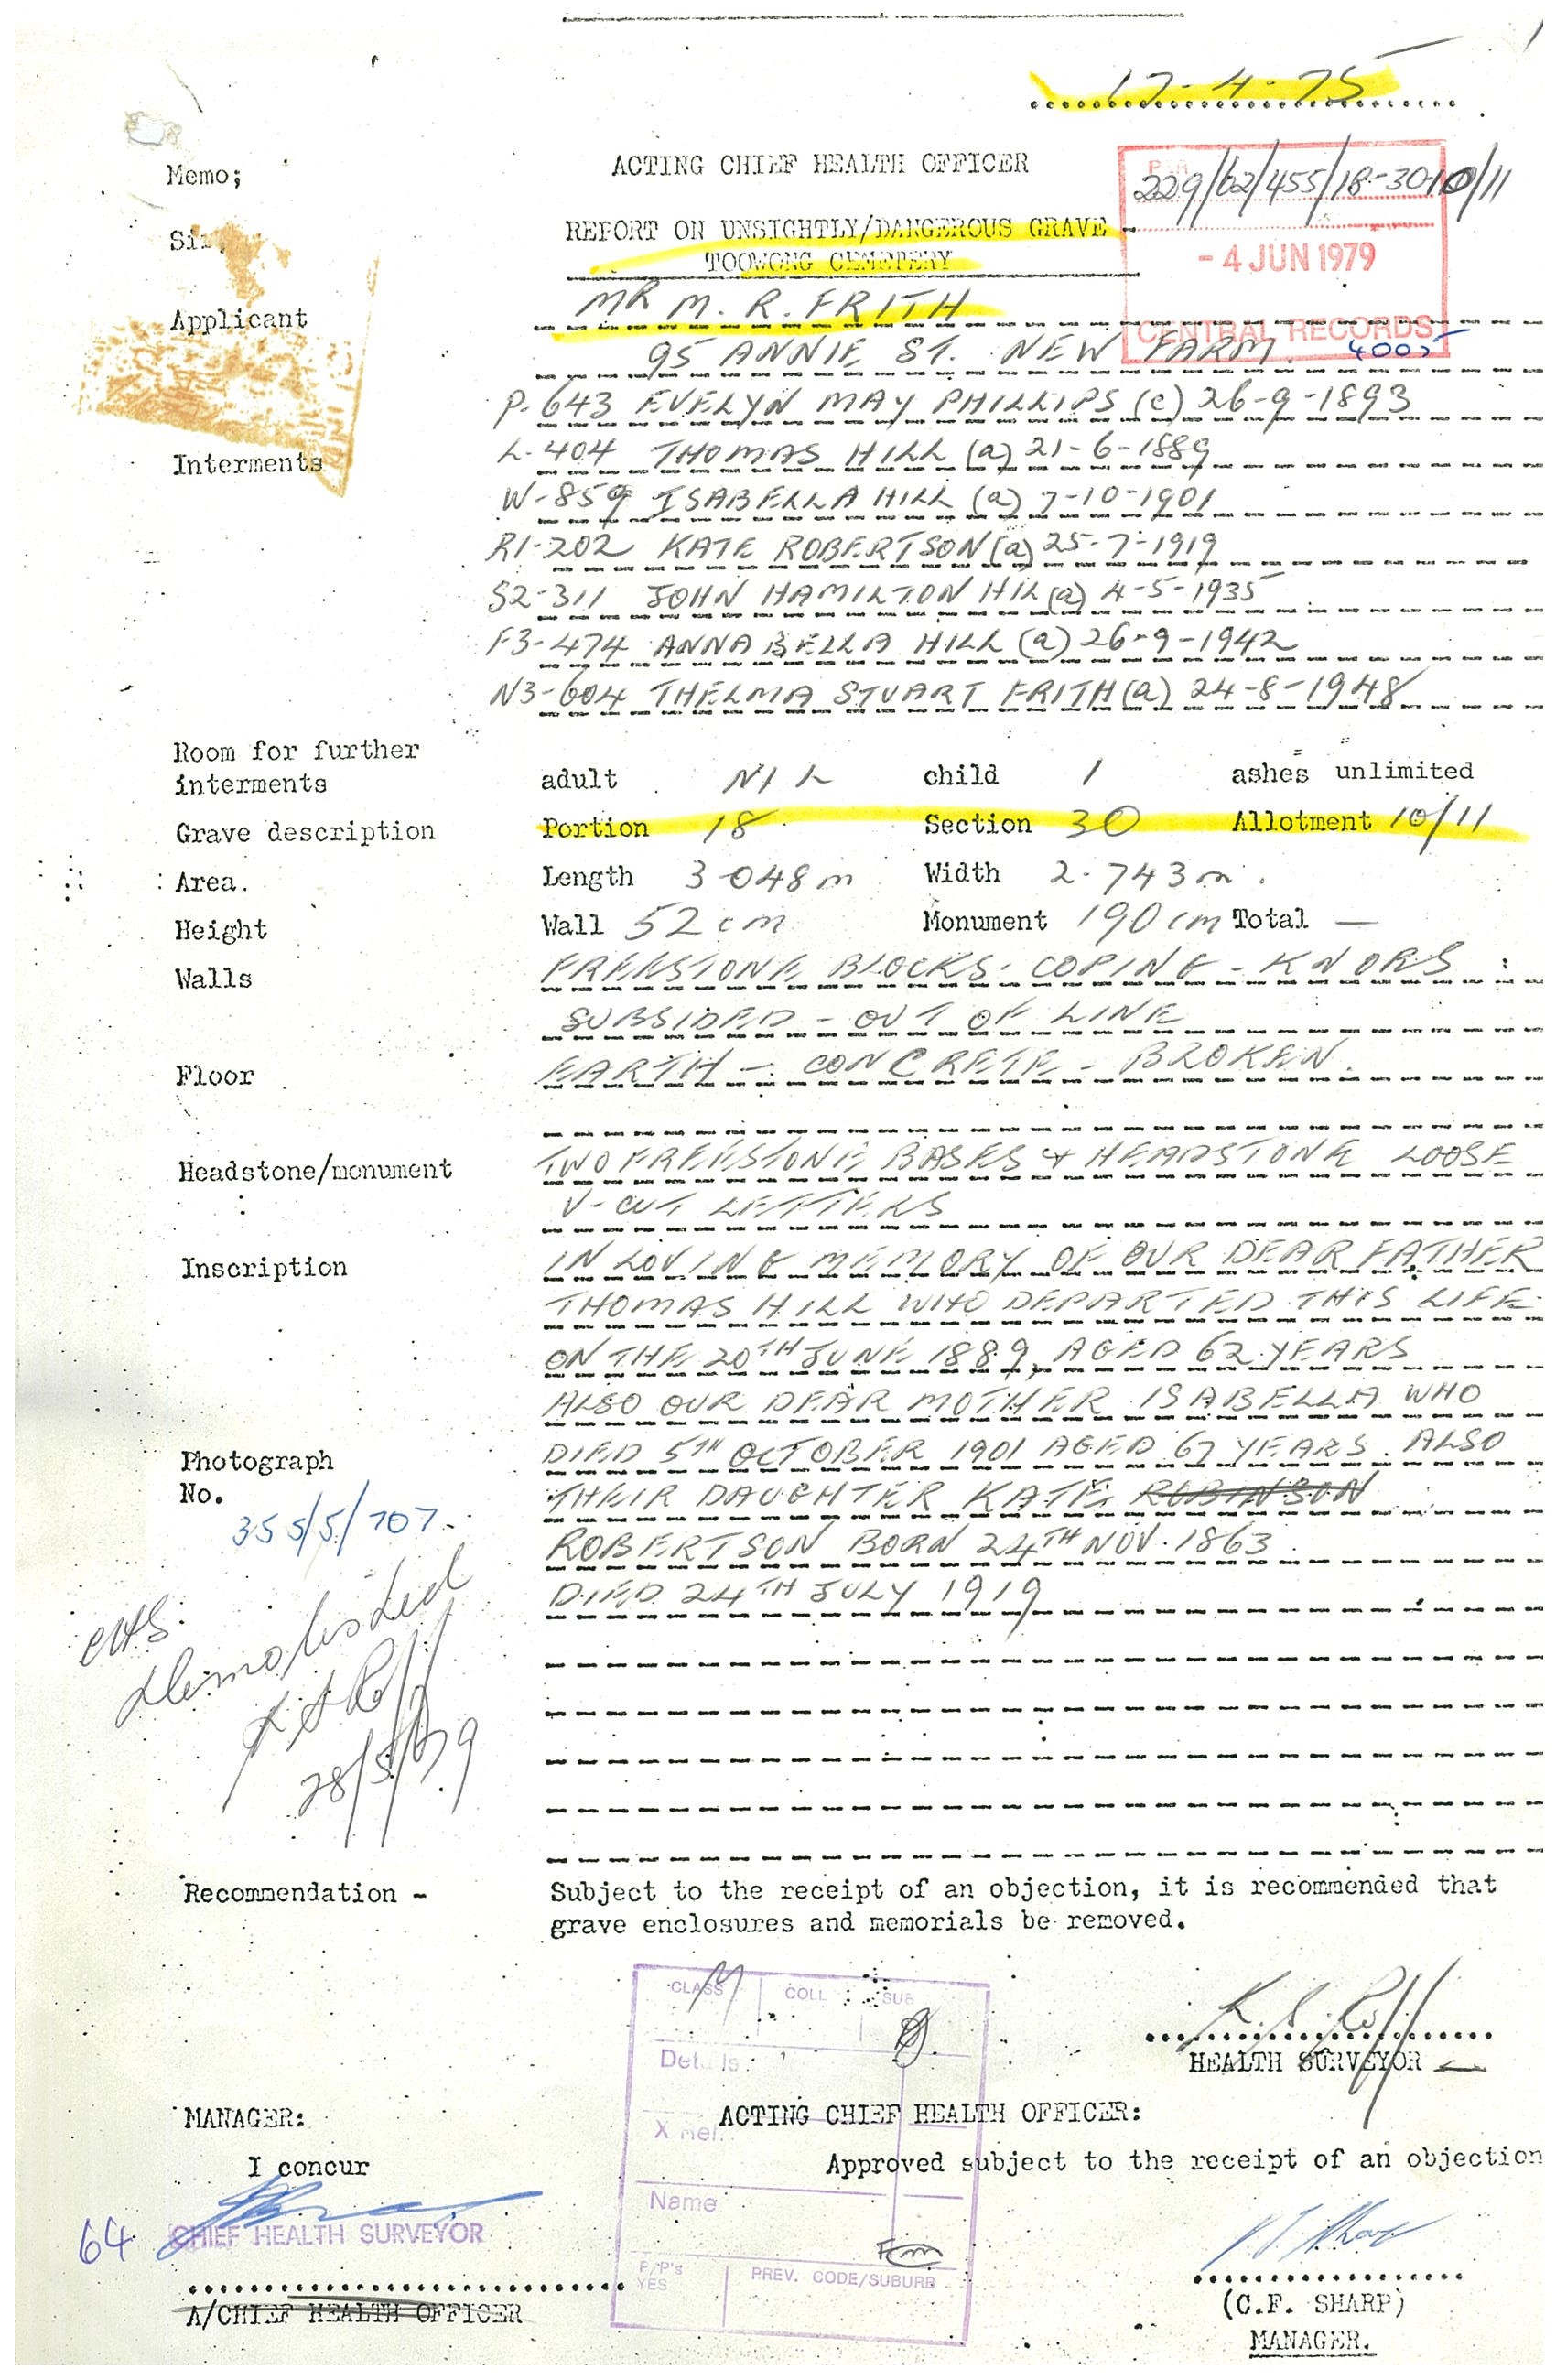 17-4-75
Memo;
ACTING CHIEF HEALTH OFFICER
229/62/455/18-30-10/11
Sir,
REPORT ON UNSIGHTLY/DANGEROUS GRAVE -
TOOWONG CEMETERY
- 4 JUN 1979
CENTRAL RECORDS
Applicant
MR M. R. FRITH
95 ANNIE ST. NEW FARM. 4005
P-643 EVELYN MAY PHILLIPS (c) 26-9-1893
Interments
L-404 THOMAS HILL (a) 21-6-1889
W-859 ISABELLA HILL (a) 7-10-1901
R1-202 KATE ROBERTSON (a) 25-7-1919
S2-311 JOHN HAMILTON HIL (a) 4-5-1935
F3-474 ANNABELLA HILL (a) 26-9-1942
N3-604 THELMA STUART FRITH (a) 24-8-1948
Room for further
interments
adult NIL child 1 ashes unlimited
Grave description Portion 18 Section 30 Allotment 10/11
Area. Length 3.048m Width 2.743m.
Height Wall 52cm Monument 190cm Total —
Walls FREESTONE BLOCKS- COPING - KNOBS
SUBSIDED - OUT OF LINE
Floor EARTH - CONCRETE - BROKEN.
Headstone/monument TWO FREESTONE BASES & HEADSTONE LOOSE
V-CUT LETTERS
Inscription IN LOVING MEMORY OF OUR DEAR FATHER
THOMAS HILL WHO DEPARTED THIS LIFE
ON THE 20TH JUNE 1889, AGED 62 YEARS
ALSO OUR DEAR MOTHER ISABELLA WHO
DIED 5TH OCTOBER 1901 AGED 67 YEARS. ALSO
Photograph
No.
355/5/707
THEIR DAUGHTER KATE ROBINSON
ROBERTSON BORN 24TH NOV. 1863.
DIED 24TH JULY 1919
CHS.
Demolished
28/5/79
Recommendation - Subject to the receipt of an objection, it is recommended that
grave enclosures and memorials be removed.
CLASS COLL SUB
Details
HEALTH SURVEYOR
MANAGER:
ACTING CHIEF HEALTH OFFICER:
X Ref.
I concur
Approved subject to the receipt of an objection
Name
64 CHIEF HEALTH SURVEYOR
P/P's
YES
PREV. CODE/SUBURB
A/CHIEF HEALTH OFFICER
(C.F. SHARP)
MANAGER.